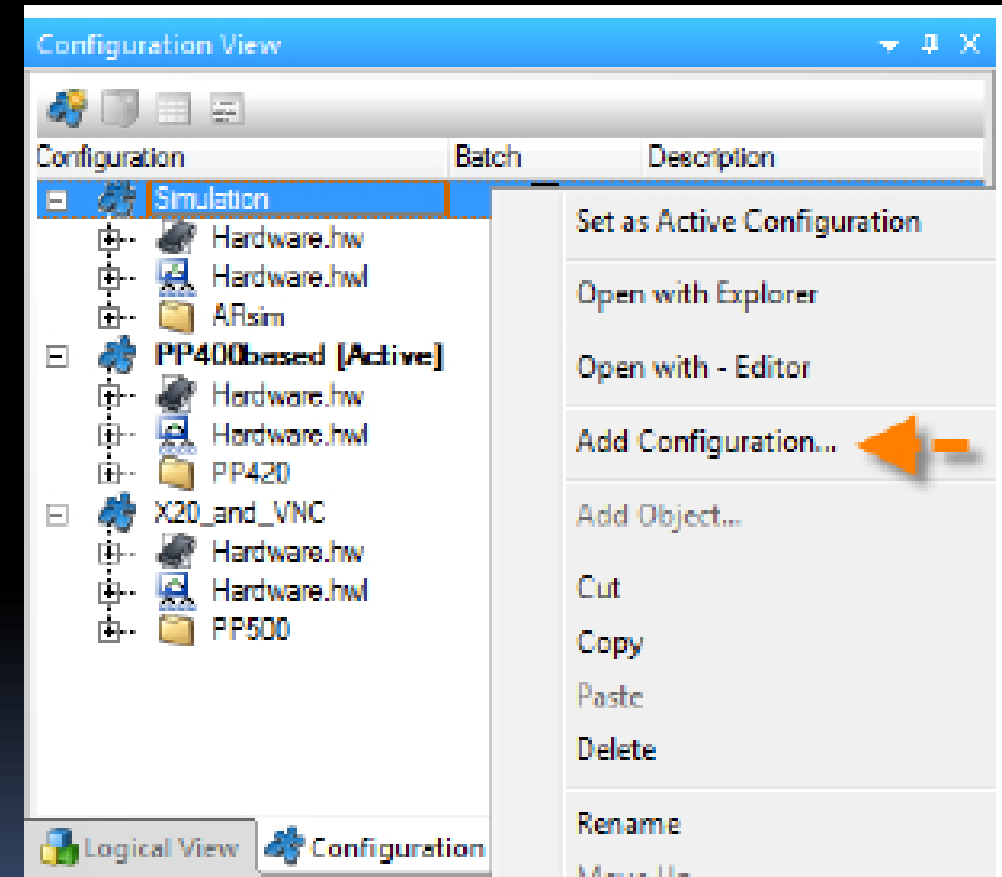 Configuration View
Configuration Batch Description
Simulation
Hardware.hw
Hardware.hwl
ARsim
PP400based [Active]
Hardware.hw
Hardware.hwl
PP420
X20_and_VNC
Hardware.hw
Hardware.hwl
PP500
Set as Active Configuration
Open with Explorer
Open with - Editor
Add Configuration...
Add Object...
Cut
Copy
Paste
Delete
Rename
Move Up
Logical View Configuration